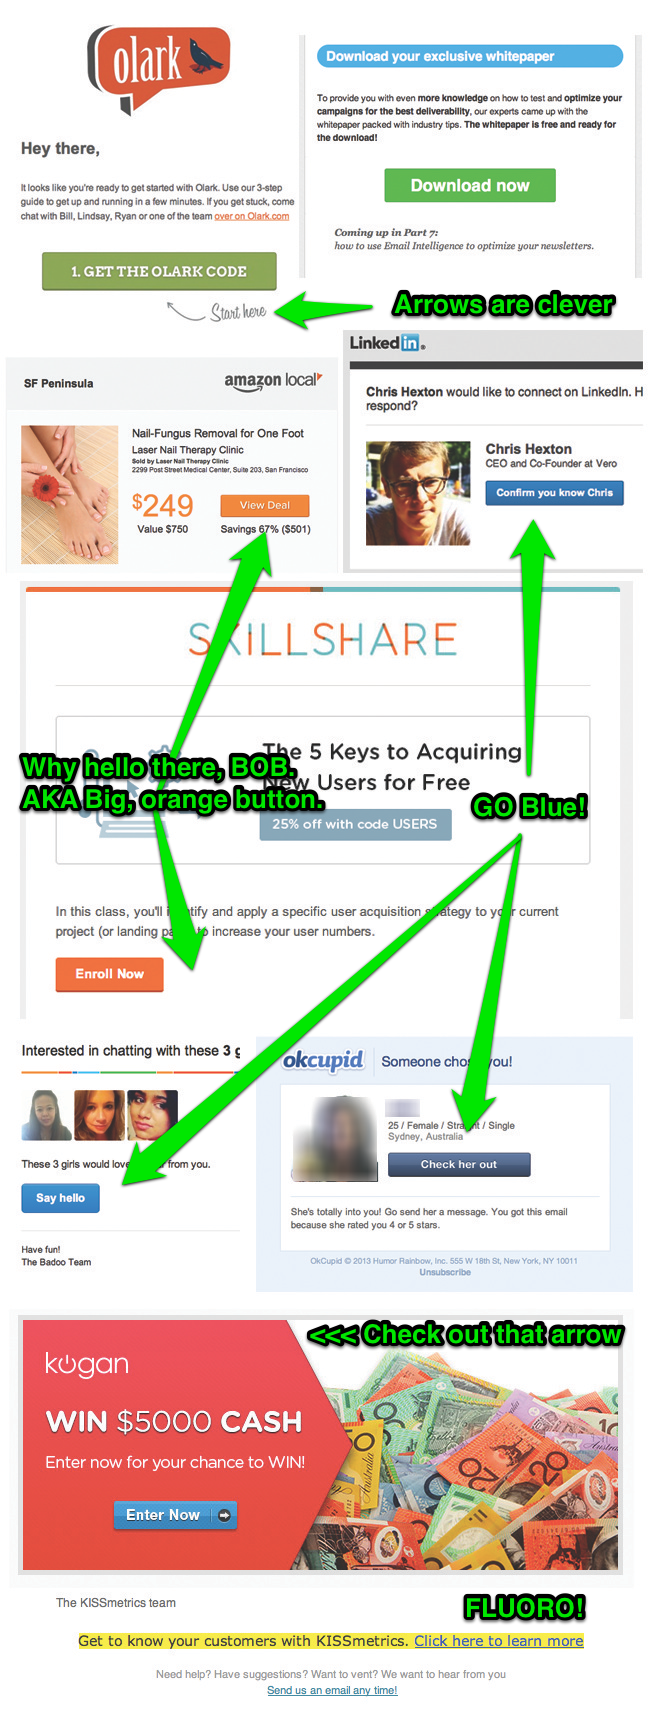 olark
Hey there,
It looks like you're ready to get started with Olark. Use our 3-step
guide to get up and running in a few minutes. If you get stuck, come
chat with Bill, Lindsay, Ryan or one of the team over on Olark.com
1. GET THE OLARK CODE
Start here
Download your exclusive whitepaper
To provide you with even more knowledge on how to test and optimize your
campaigns for the best deliverability, our experts came up with the
whitepaper packed with industry tips. The whitepaper is free and ready for
the download!
Download now
Coming up in Part 7:
how to use Email Intelligence to optimize your newsletters.
Arrows are clever
SF Peninsula
amazon local
Nail-Fungus Removal for One Foot
Laser Nail Therapy Clinic
Sold by Laser Nail Therapy Clinic
2299 Post Street Medical Center, Suite 203, San Francisco
$249
View Deal
Value $750
Savings 67% ($501)
Linked in®
Chris Hexton would like to connect on LinkedIn. H
respond?
Chris Hexton
CEO and Co-Founder at Vero
Confirm you know Chris
SKILLSHARE
The 5 Keys to Acquiring
New Users for Free
25% off with code USERS
Why hello there, BOB.
AKA Big, orange button.
GO Blue!
In this class, you'll identify and apply a specific user acquisition strategy to your current
project (or landing to increase your user numbers.
Enroll Now
Interested in chatting with these 3 g
These 3 girls would love from you.
Say hello
Have fun!
The Badoo Team
okcupid
Someone chose you!
25 / Female / Straight / Single
Sydney, Australia
Check her out
She's totally into you! Go send her a message. You got this email
because she rated you 4 or 5 stars.
OkCupid © 2013 Humor Rainbow, Inc. 555 W 18th St, New York, NY 10011
Unsubscribe
<<< Check out that arrow
kogan
WIN $5000 CASH
Enter now for your chance to WIN!
Enter Now
The KISSmetrics team
FLUORO!
Get to know your customers with KISSmetrics. Click here to learn more
Need help? Have suggestions? Want to vent? We want to hear from you
Send us an email any time!